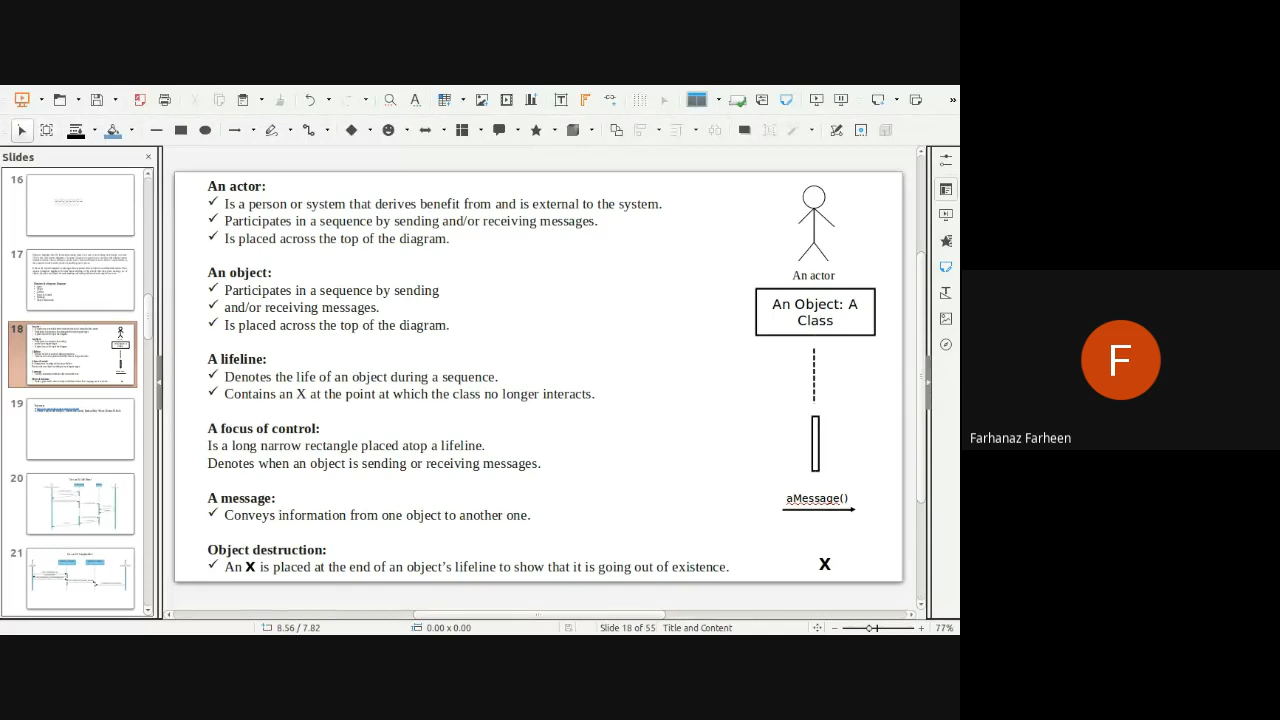 Slides
16
17
18
19
20
21
An actor:
✓ Is a person or system that derives benefit from and is external to the system.
✓ Participates in a sequence by sending and/or receiving messages.
✓ Is placed across the top of the diagram.
An object:
✓ Participates in a sequence by sending
✓ and/or receiving messages.
✓ Is placed across the top of the diagram.
A lifeline:
✓ Denotes the life of an object during a sequence.
✓ Contains an X at the point at which the class no longer interacts.
A focus of control:
Is a long narrow rectangle placed atop a lifeline.
Denotes when an object is sending or receiving messages.
A message:
✓ Conveys information from one object to another one.
Object destruction:
✓ An X is placed at the end of an object’s lifeline to show that it is going out of existence.
An actor
An Object: A
Class
aMessage()
X
8.56 / 7.82
0.00 x 0.00
Slide 18 of 55
Title and Content
77%
F
Farhanaz Farheen